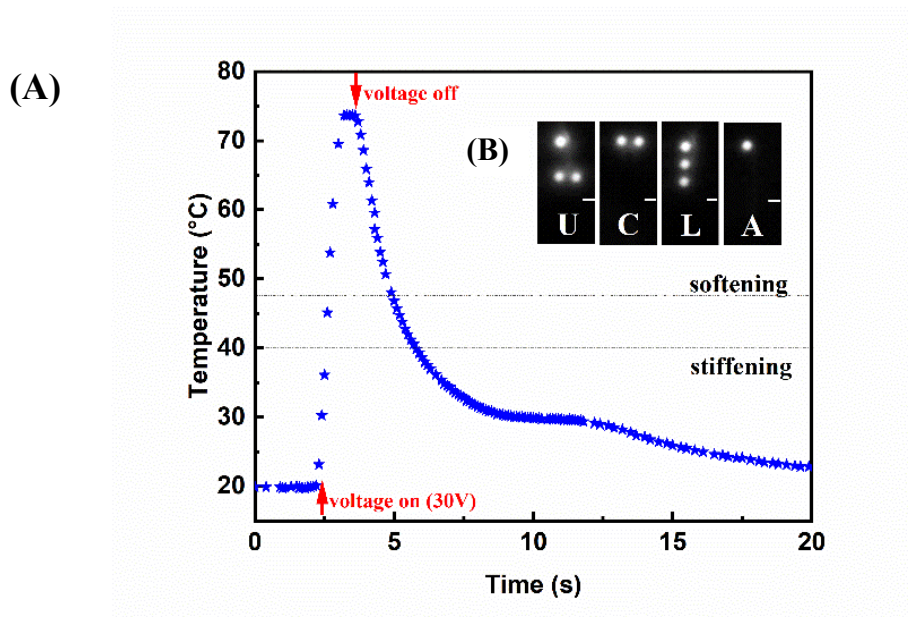 (A)
80
voltage off
(B)
70
U C L A
60
Temperature (°C)
50
softening
40
stiffening
30
20
voltage on (30V)
0 5 10 15 20
Time (s)